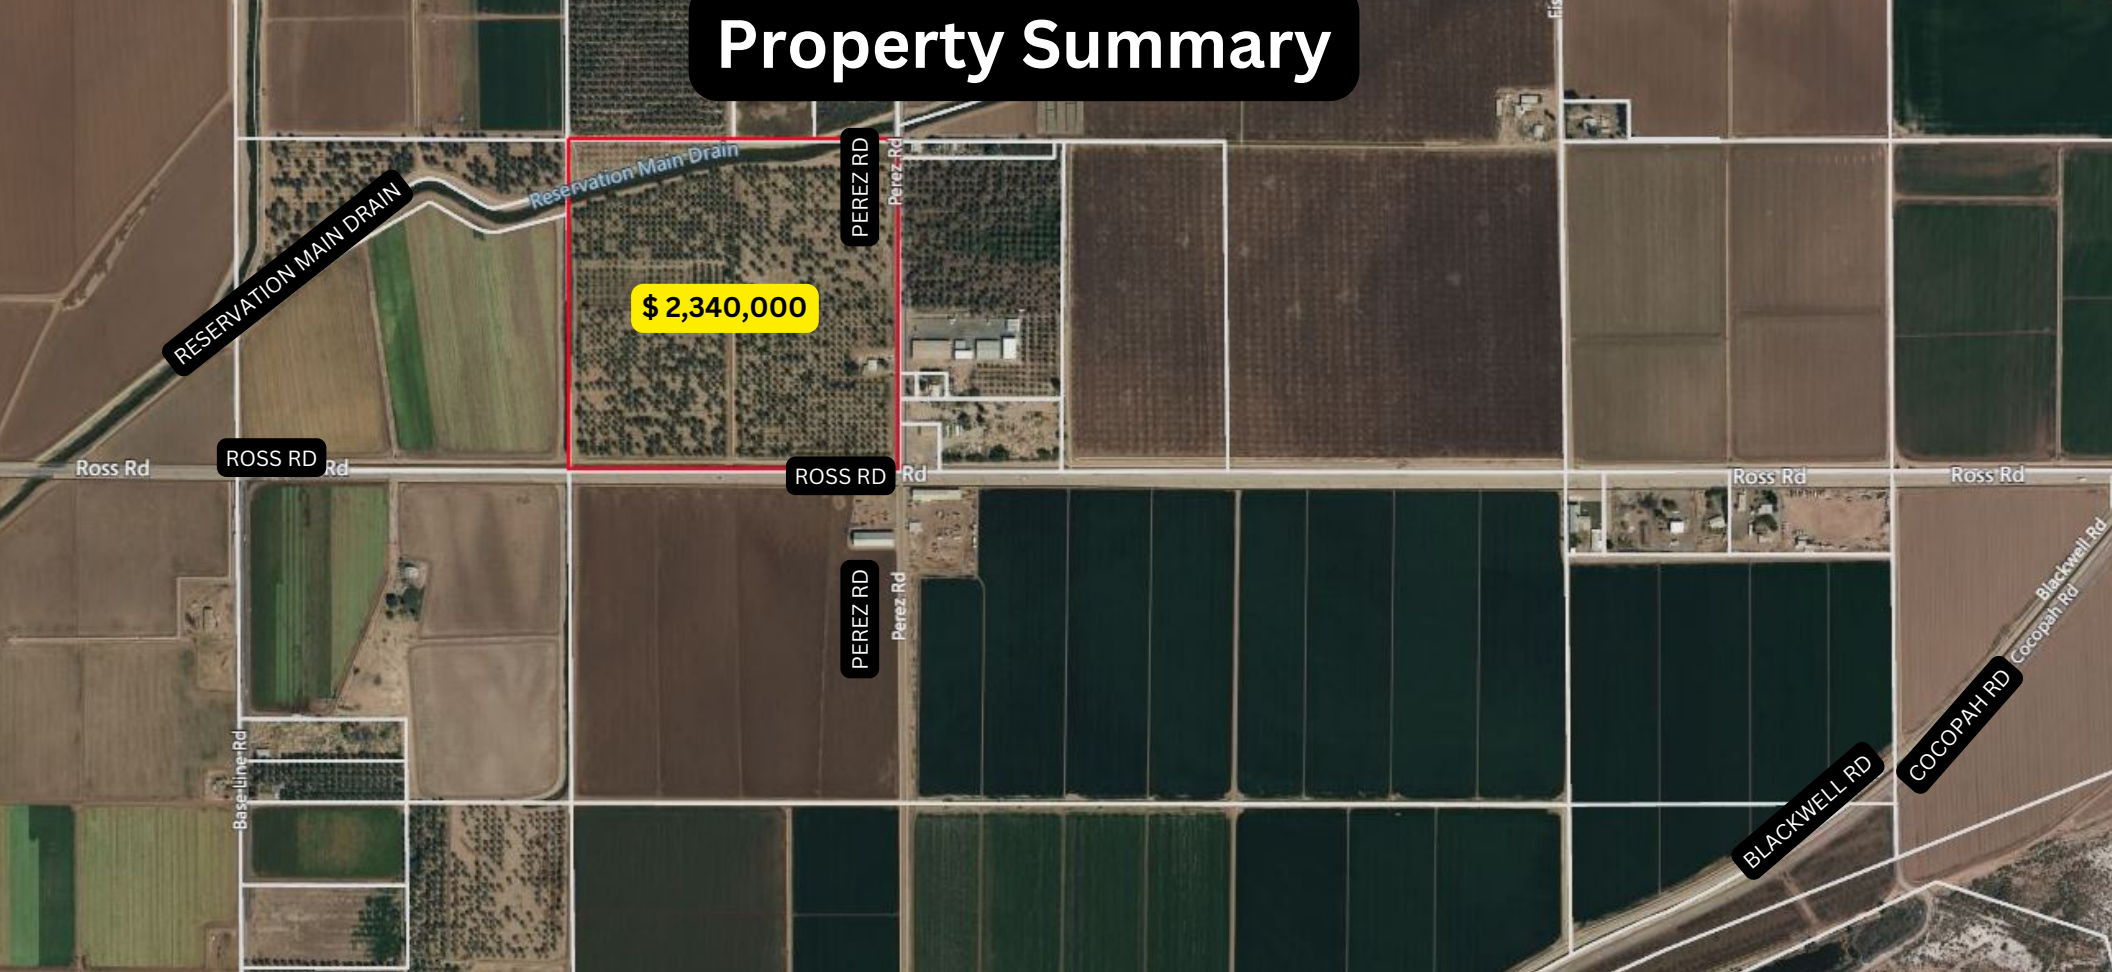 Property Summary
Fis
Reservation Main Drain
PEREZ RD
Perez Rd
RESERVATION MAIN DRAIN
$ 2,340,000
Ross Rd
ROSS RD
Rd
ROSS RD
Rd
Ross Rd
Ross Rd
PEREZ RD
Perez Rd
Blackwell Rd
Cocopah Rd
COCOPAH RD
BLACKWELL RD
Base Line Rd